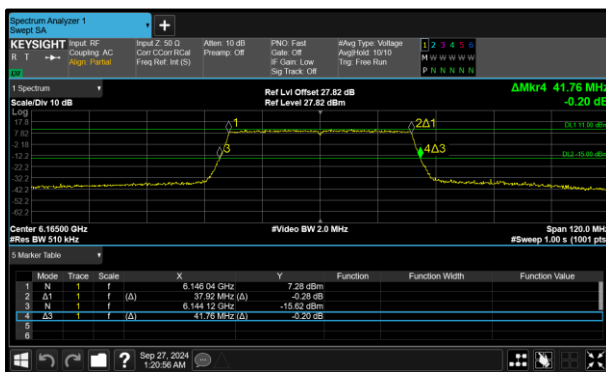 Spectrum Analyzer 1
Swept SA
KEYSIGHT Input: RF Input Z: 50 Ω Atten: 10 dB PNO: Fast #Avg Type: Voltage 1 2 3 4 5 6
R T Coupling: AC Corr CCorr RCal Preamp: Off Gate: Off Avg|Hold: 10/10 M W W W W W
Align: Partial Freq Ref: Int (S) IF Gain: Low Trig: Free Run P N N N N N
Sig Track: Off
1 Spectrum Ref Lvl Offset 27.82 dB ΔMkr4 41.76 MHz
Scale/Div 10 dB Ref Level 27.82 dBm -0.20 dB
Log
17.8
7.82
-2.18
-12.2
-22.2
-32.2
-42.2
-52.2
-62.2
1 2Δ1 DL1 11.00 dBm
3 4Δ3 DL2 -15.00 dBm
Center 6.16500 GHz #Video BW 2.0 MHz Span 120.0 MHz
#Res BW 510 kHz #Sweep 1.00 s (1001 pts)
5 Marker Table
Mode Trace Scale X Y Function Function Width Function Value
1 N 1 f 6.146 04 GHz 7.28 dBm
2 Δ1 1 f (Δ) 37.92 MHz (Δ) -0.28 dB
3 N 1 f 6.144 12 GHz -15.62 dBm
4 Δ3 1 f (Δ) 41.76 MHz (Δ) -0.20 dB
5
6
? Sep 27, 2024
1:20:56 AM